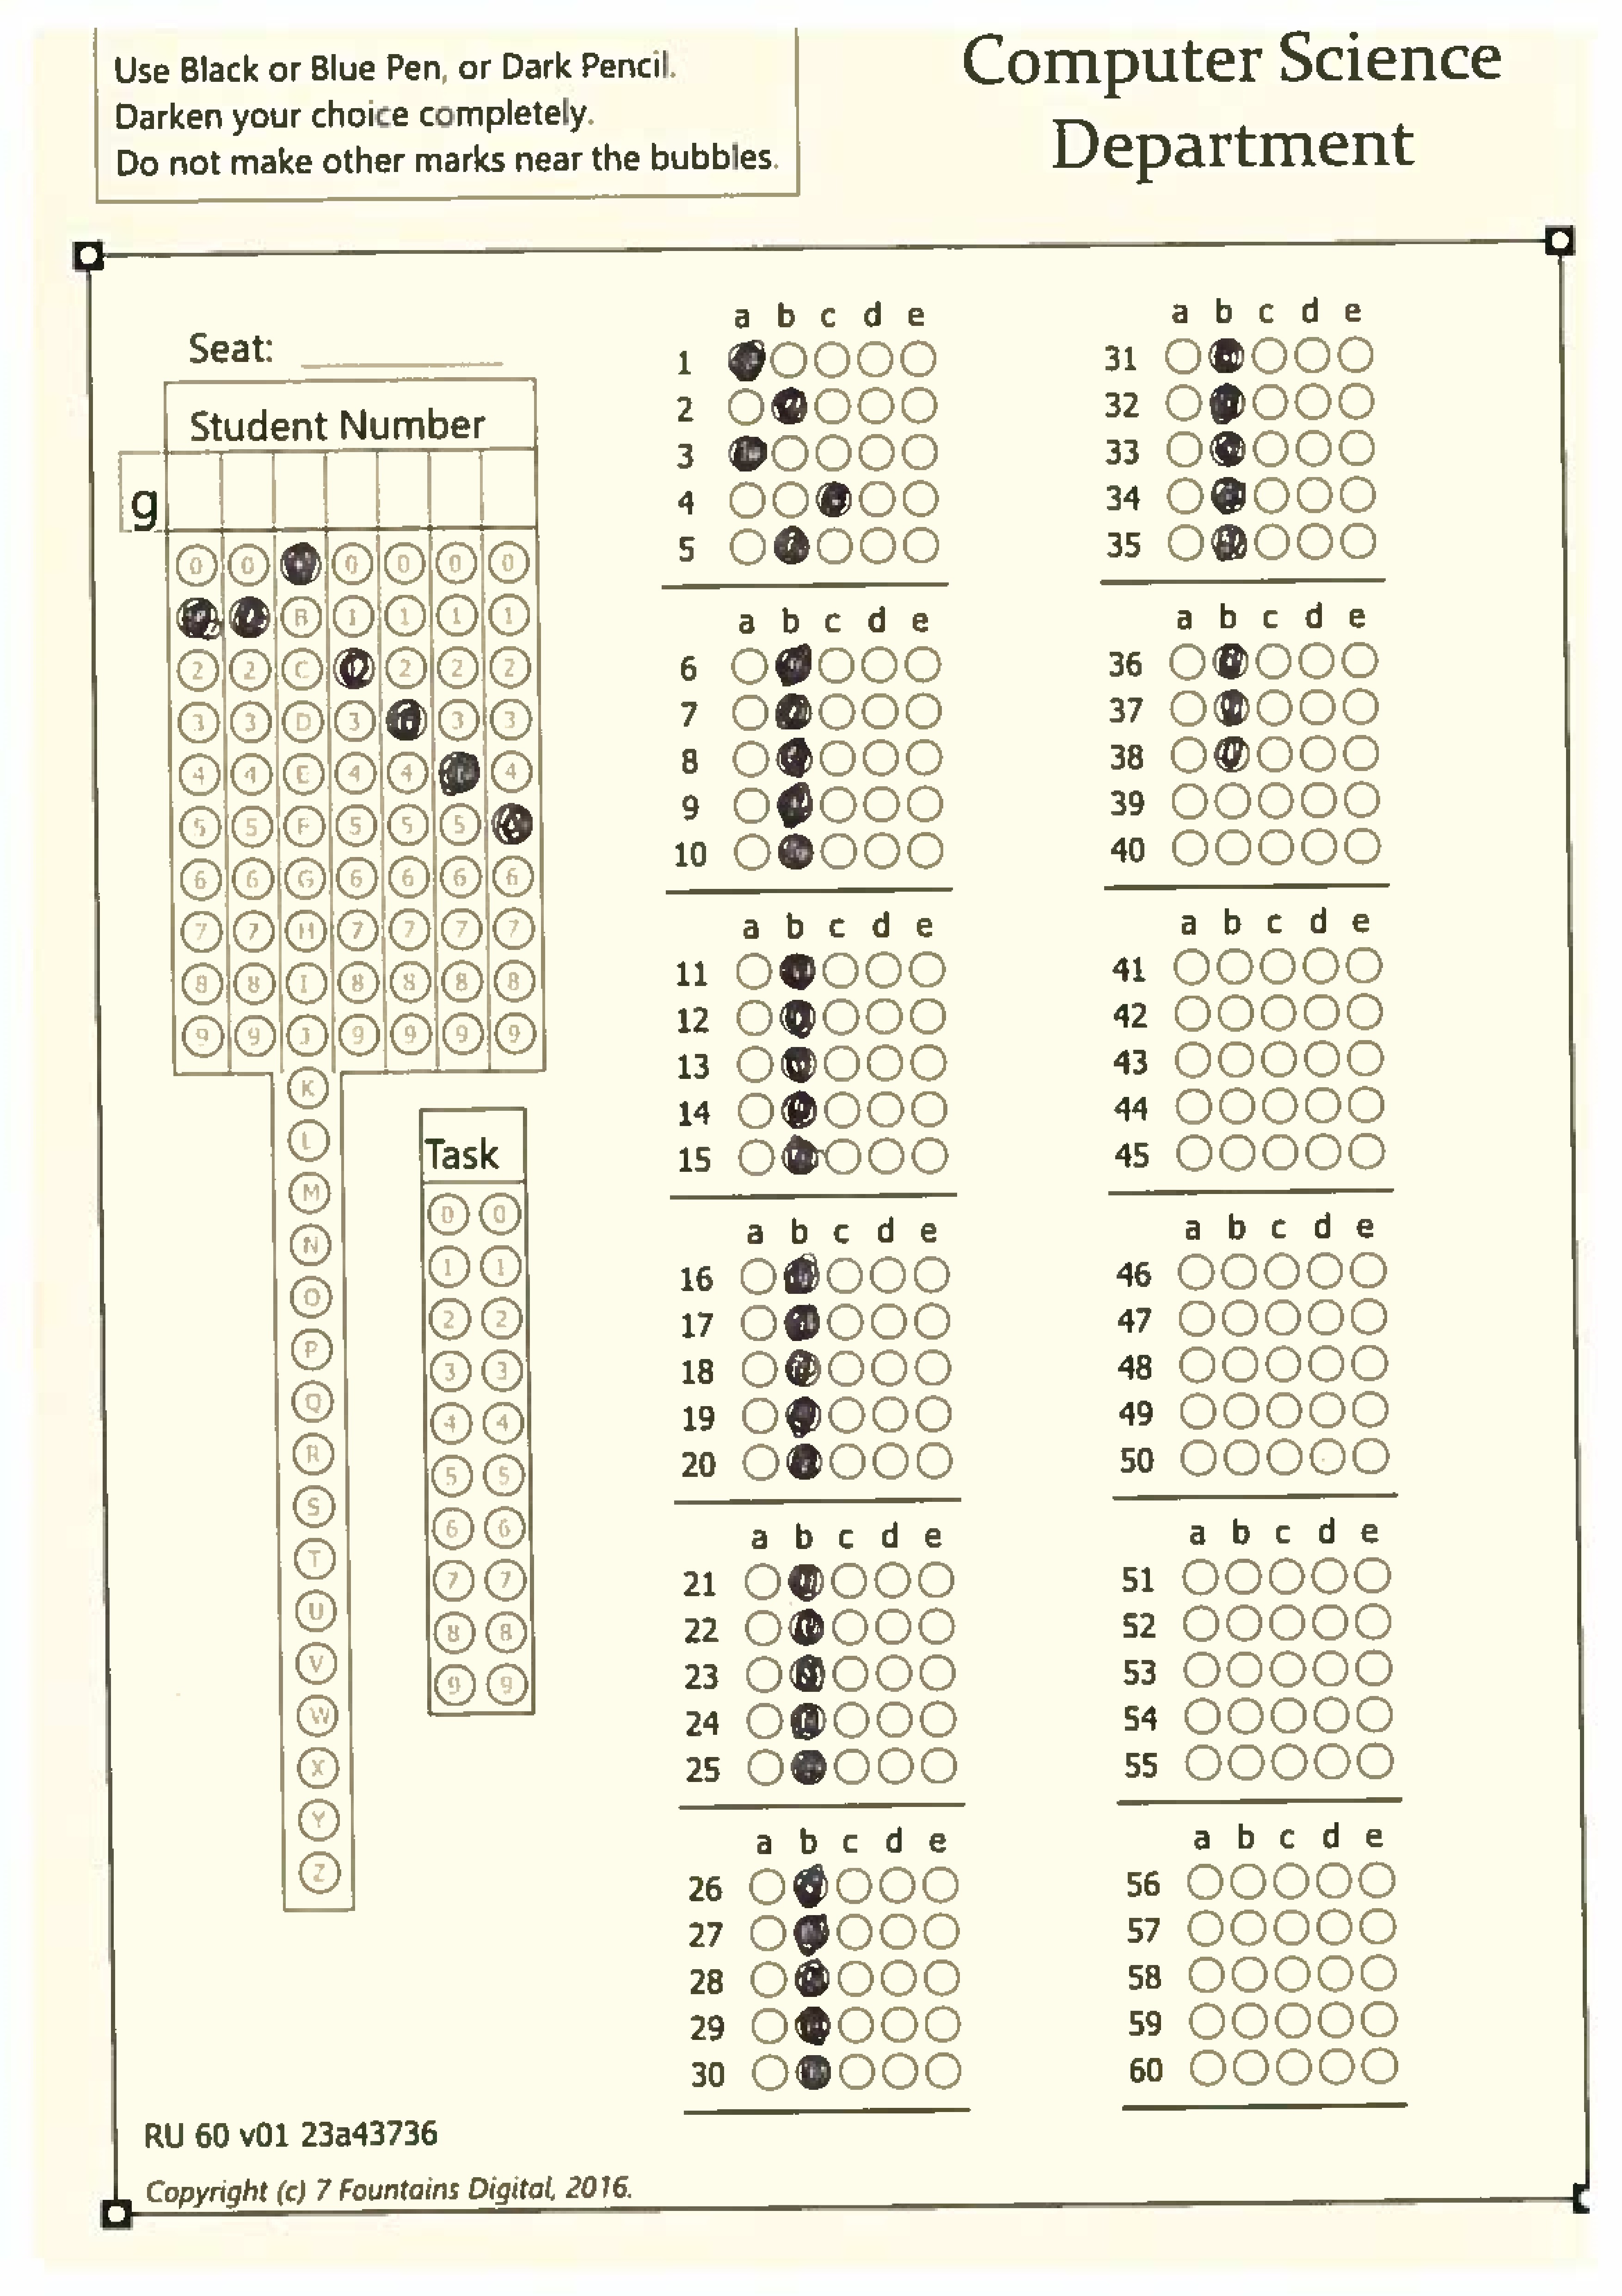 Use Black or Blue Pen, or Dark Pencil.
Darken your choice completely.
Do not make other marks near the bubbles.
Computer Science
Department
Seat:
Student Number
g
0 0 0 0 0 0
B 1 1 1 1
2 2 C 2 2 2
3 3 D 3 3 3
4 4 E 4 4 4
5 5 F 5 5 5
6 6 G 6 6 6 6
7 7 H 7 7 7 7
8 8 I 8 8 8 8
9 9 J 9 9 9 9
K
L
M
N
O
P
Q
R
S
T
U
V
W
X
Y
Z
Task
0 0
1 1
2 2
3 3
4 4
5 5
6 6
7 7
8 8
9 9
a b c d e
1
2
3
4
5
a b c d e
6
7
8
9
10
a b c d e
11
12
13
14
15
a b c d e
16
17
18
19
20
a b c d e
21
22
23
24
25
a b c d e
26
27
28
29
30
a b c d e
31
32
33
34
35
a b c d e
36
37
38
39
40
a b c d e
41
42
43
44
45
a b c d e
46
47
48
49
50
a b c d e
51
52
53
54
55
a b c d e
56
57
58
59
60
RU 60 v01 23a43736
Copyright (c) 7 Fountains Digital, 2016.